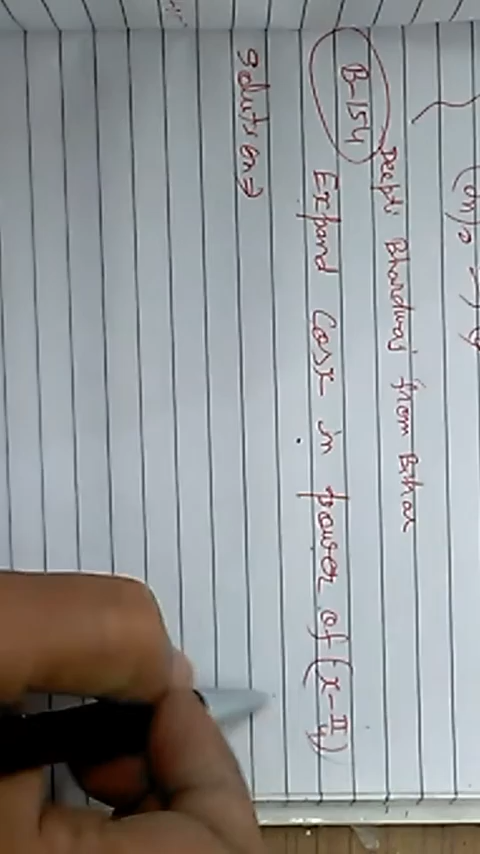 Deepti Bhardwaj from Bihar
B-154 Expand Cosx in power of (x-π/4)
Solution⇒